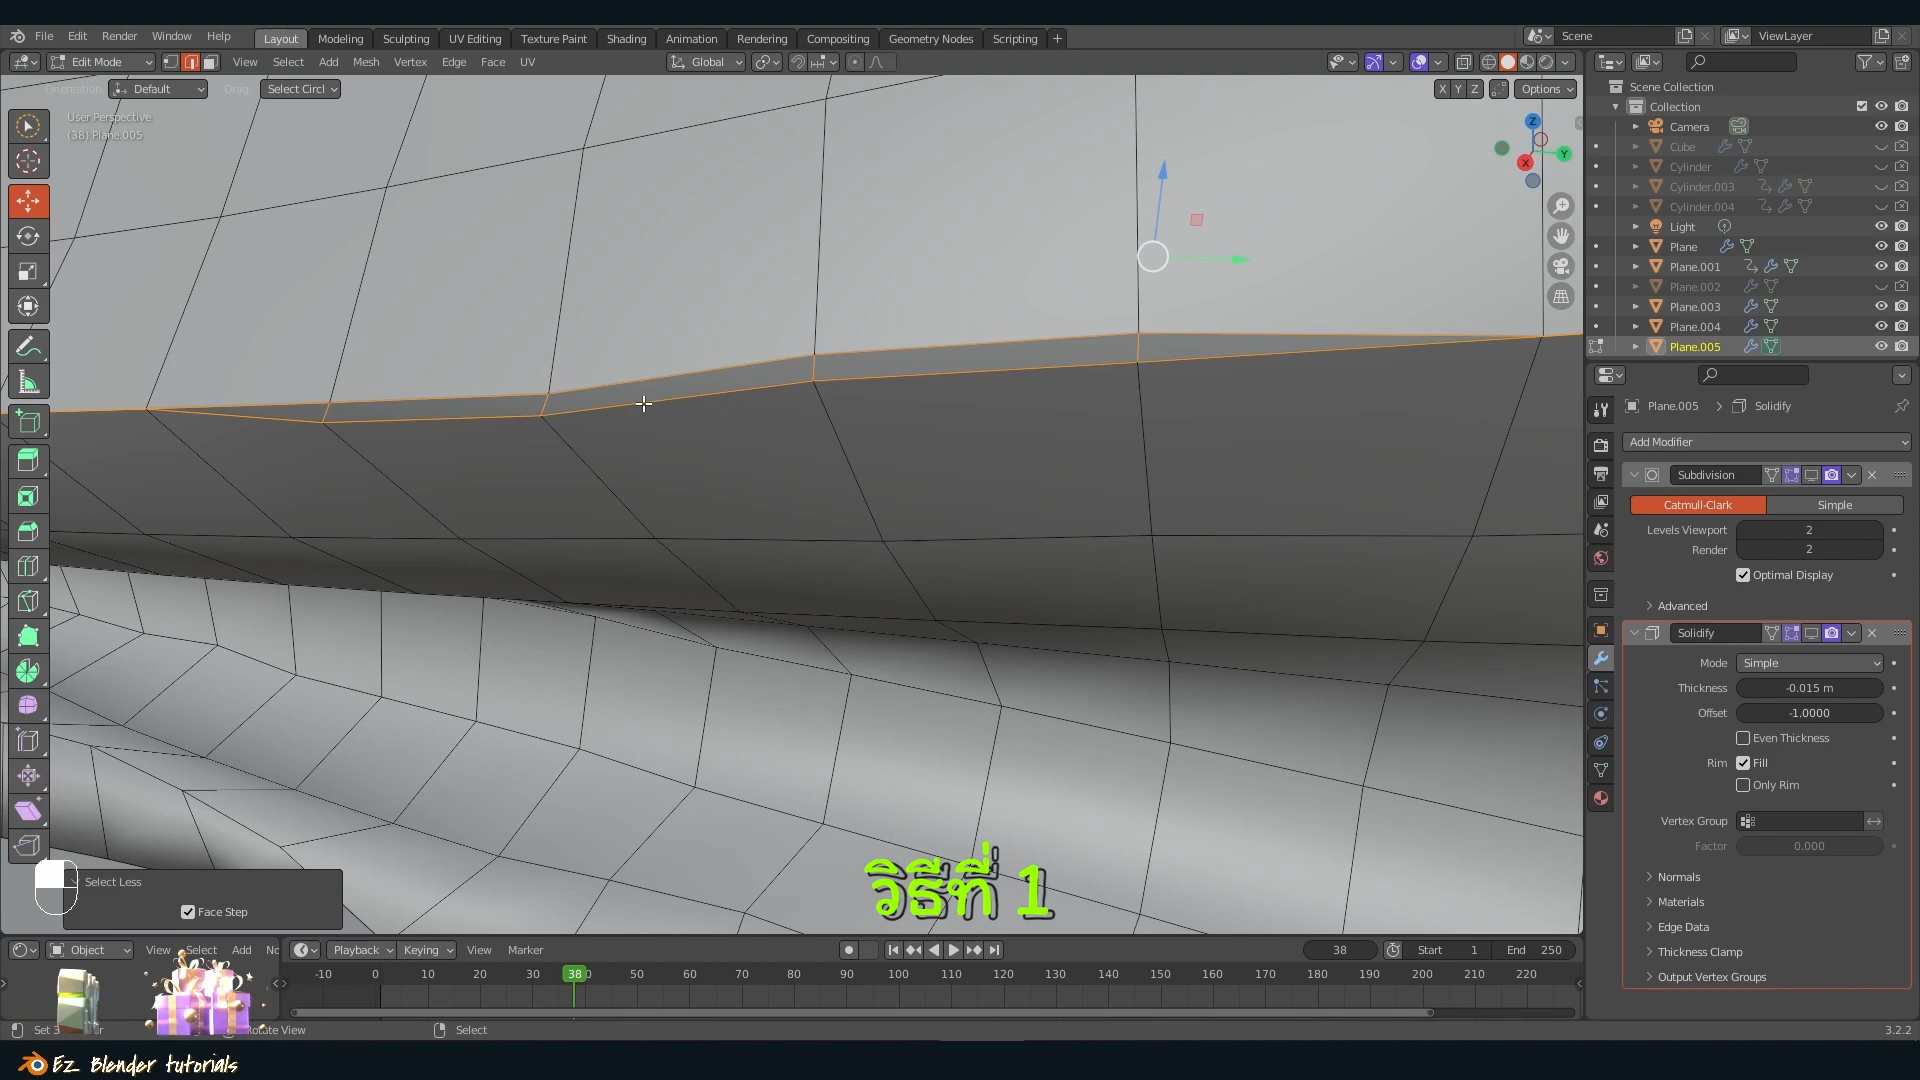 File Edit Render Window Help Layout Modeling Sculpting UV Editing Texture Paint Shading Animation Rendering Compositing Geometry Nodes Scripting + Scene ViewLayer
Edit Mode View Select Add Mesh Vertex Edge Face UV Global
Orientation: Default Drag: Select Circl X Y Z Options
User Perspective
(38) Plane.005
Z
Y
X
Scene Collection
Collection
Camera
Cube
Cylinder
Cylinder.003
Cylinder.004
Light
Plane
Plane.001
Plane.002
Plane.003
Plane.004
Plane.005
Plane.005 > Solidify
Add Modifier
Subdivision
Catmull-Clark Simple
Levels Viewport 2
Render 2
Optimal Display
Advanced
Solidify
Mode Simple
Thickness -0.015 m
Offset -1.0000
Even Thickness
Rim Fill
Only Rim
Vertex Group
Factor 0.000
Normals
Materials
Edge Data
Thickness Clamp
Output Vertex Groups
วิธีที่ 1
Select Less
Face Step
Object View Select Add Playback Keying View Marker 38 Start 1 End 250
-10 0 10 20 30 38 50 60 70 80 90 100 110 120 130 140 150 160 170 180 190 200 210 220
Rotate View Select 3.2.2
Ez Blender tutorials